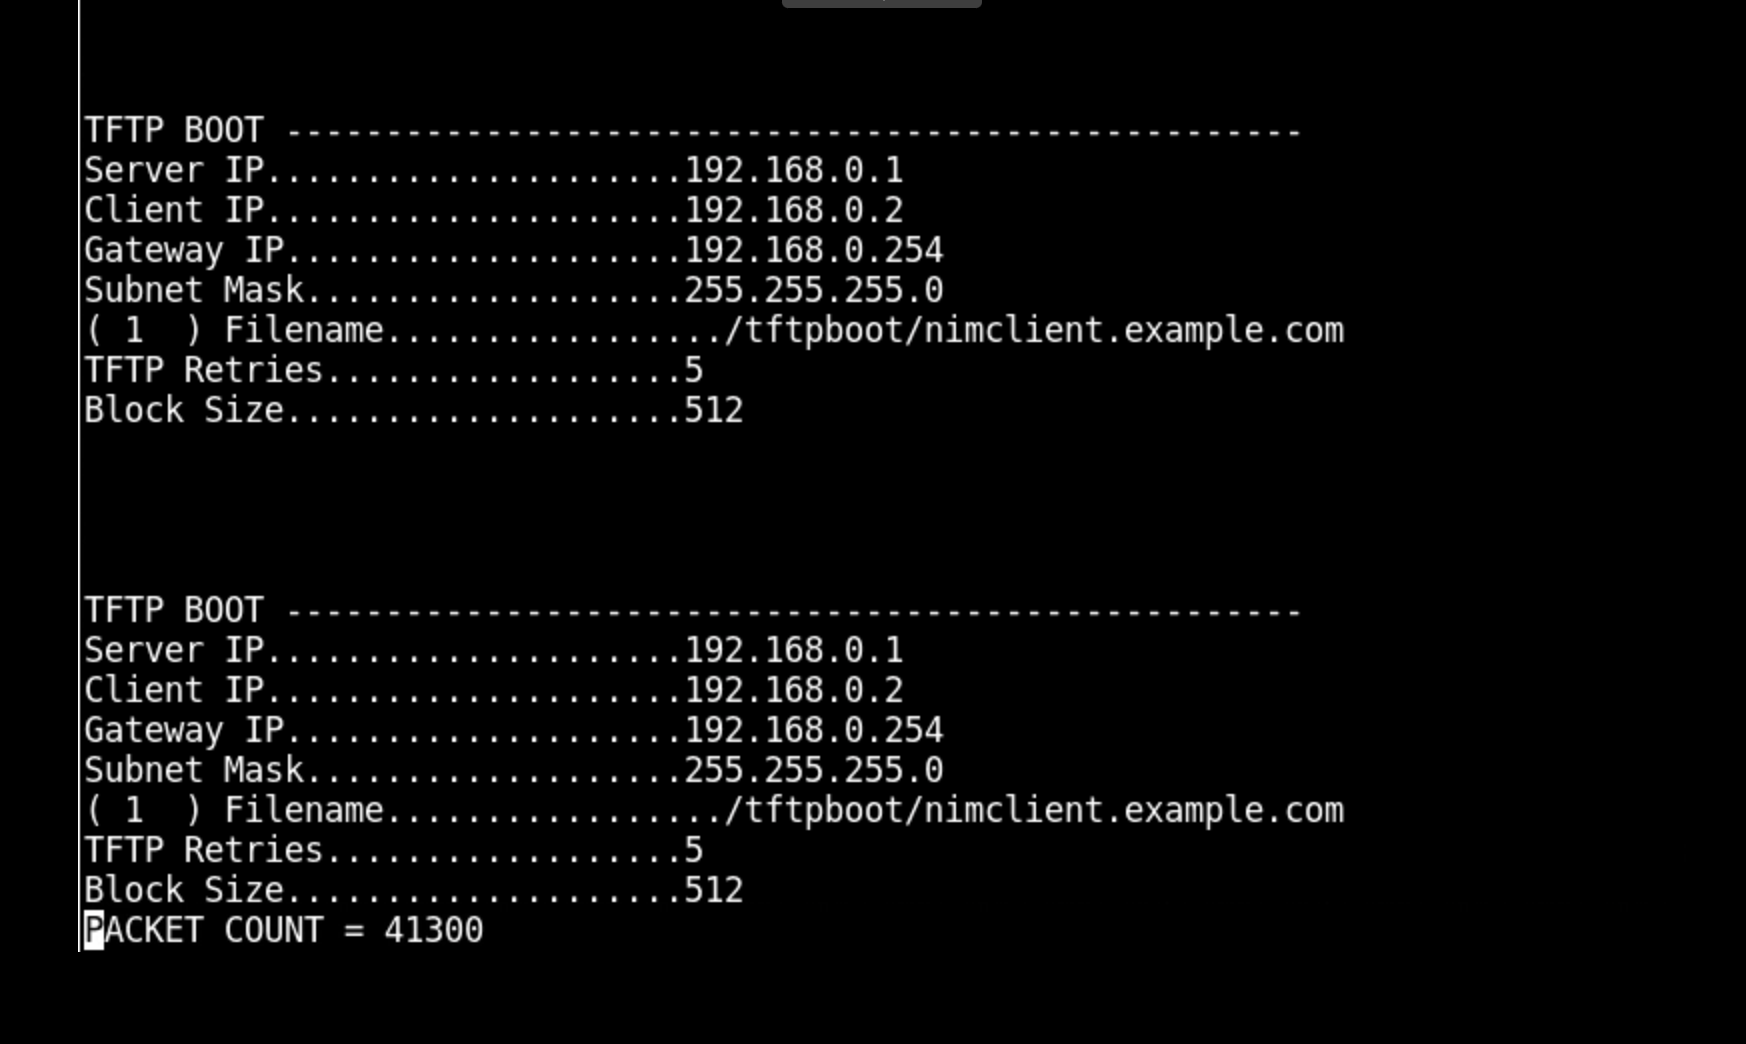 TFTP BOOT ---------------------------------------------------
Server IP.....................192.168.0.1
Client IP.....................192.168.0.2
Gateway IP....................192.168.0.254
Subnet Mask...................255.255.255.0
( 1  ) Filename................./tftpboot/nimclient.example.com
TFTP Retries..................5
Block Size....................512
TFTP BOOT ---------------------------------------------------
Server IP.....................192.168.0.1
Client IP.....................192.168.0.2
Gateway IP....................192.168.0.254
Subnet Mask...................255.255.255.0
( 1  ) Filename................./tftpboot/nimclient.example.com
TFTP Retries..................5
Block Size....................512
PACKET COUNT = 41300